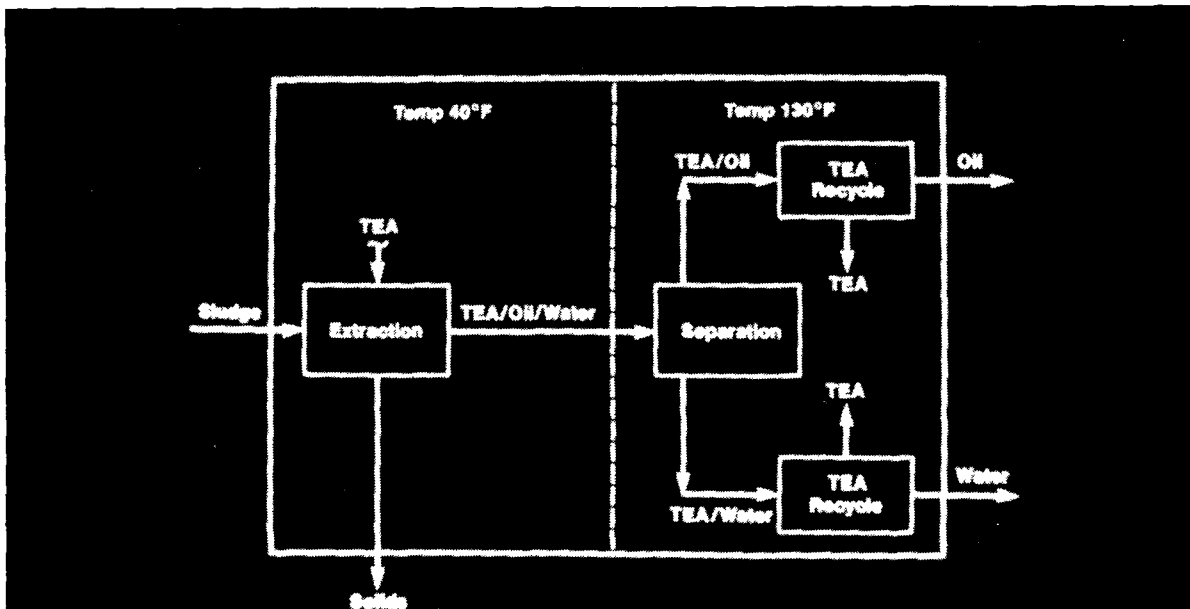 Temp 40°F
Temp 130°F
TEA/Oil
TEA
Recycle
Oil
TEA
TEA
Sludge
Extraction
TEA/Oil/Water
Separation
TEA
TEA
Recycle
Water
TEA/Water
Solids